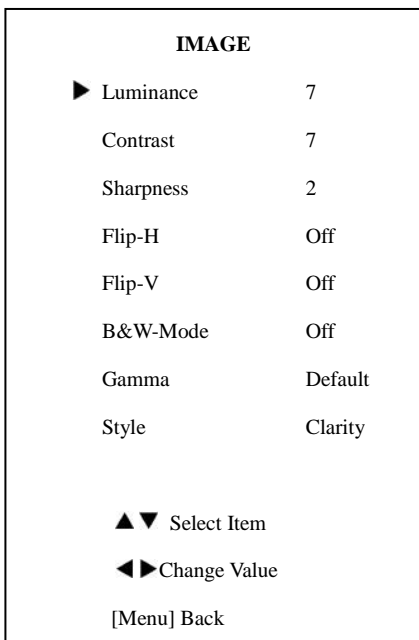 IMAGE
▶ Luminance 7
Contrast 7
Sharpness 2
Flip-H Off
Flip-V Off
B&W-Mode Off
Gamma Default
Style Clarity
▲▼ Select Item
◀▶Change Value
[Menu] Back